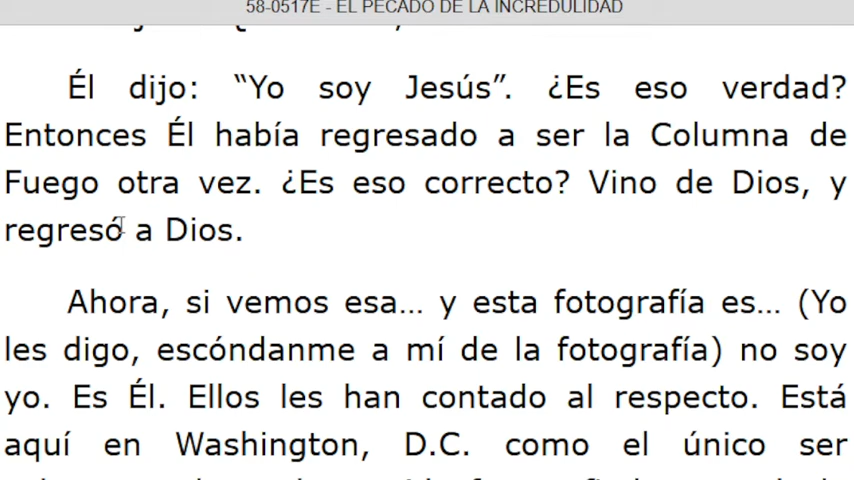 58-0517E - EL PECADO DE LA INCREDULIDAD
Él dijo: “Yo soy Jesús”. ¿Es eso verdad?
Entonces Él había regresado a ser la Columna de
Fuego otra vez. ¿Es eso correcto? Vino de Dios, y
regresó a Dios.
Ahora, si vemos esa… y esta fotografía es… (Yo
les digo, escóndanme a mí de la fotografía) no soy
yo. Es Él. Ellos les han contado al respecto. Está
aquí en Washington, D.C. como el único ser